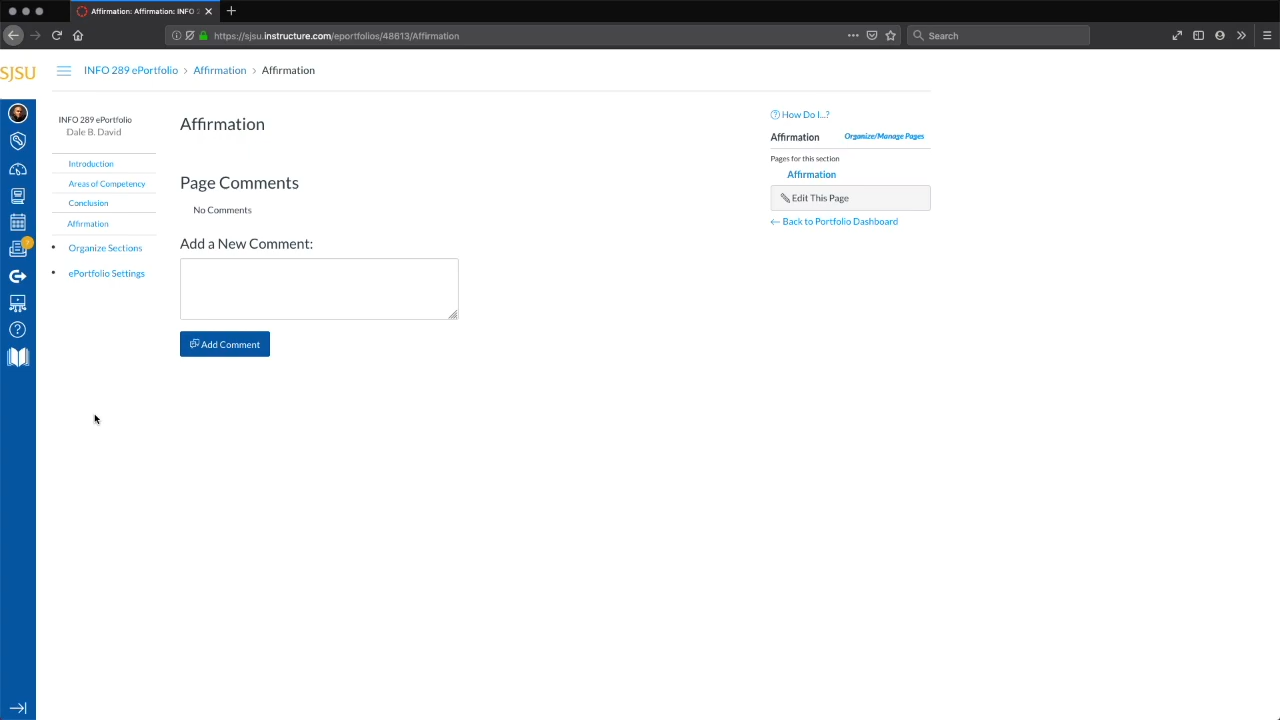 Affirmation: Affirmation: INFO
https://sjsu.instructure.com/eportfolios/48613/Affirmation
Search
SJSU
INFO 289 ePortfolio > Affirmation > Affirmation
INFO 289 ePortfolio
Dale B. David
Introduction
Areas of Competency
Conclusion
Affirmation
Organize Sections
ePortfolio Settings
Affirmation
Page Comments
No Comments
Add a New Comment:
Add Comment
How Do I...?
Affirmation Organize/Manage Pages
Pages for this section
Affirmation
Edit This Page
Back to Portfolio Dashboard